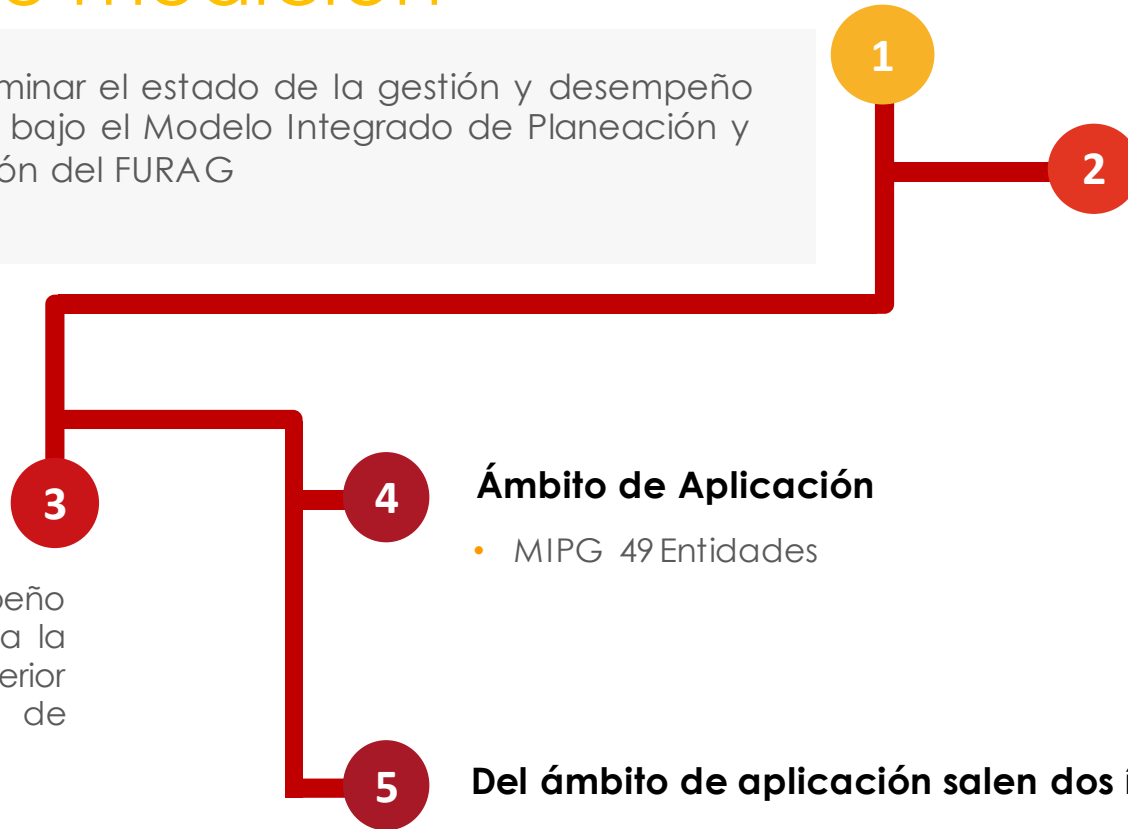 medición
minar el estado de la gestión y desempeño
bajo el Modelo Integrado de Planeación y
ón del FURAG
1
2
3
4
Ámbito de Aplicación
• MIPG 49 Entidades
peño
a la
erior
de
5
Del ámbito de aplicación salen dos í